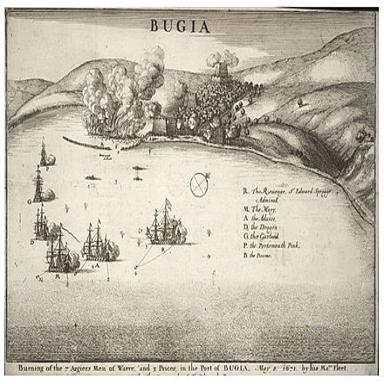 BUGIA
R. The Revenge, Sr Edward Spragg
Admiral
M. The Mary,
A the Advice,
D. the Dragon
G. the Garland
P. the Portsmouth Pink.
B. the Boome.
Burning of the 7 Argiers Men of Warre, and 3 Prizes, in the Port of BUGIA, May 8. 1671. by his Maties Fleet.